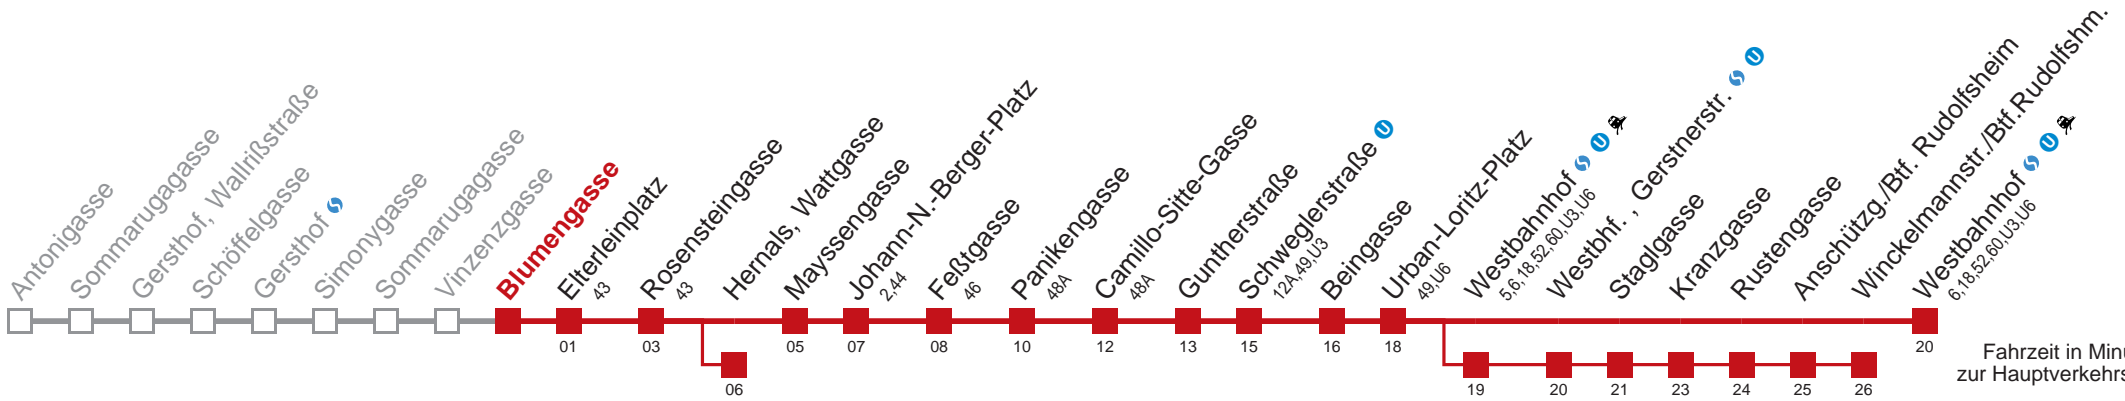 Antonigasse
Sommarugagasse
Gersthof, Wallrißstraße
Schöffelgasse
Gersthof
Simonygasse
Sommarugagasse
Vinzenzgasse
Blumengasse
Elterleinplatz
43
Rosensteingasse
43
Hernals, Wattgasse
Mayssengasse
Johann-N.-Berger-Platz
2,44
Feßtgasse
46
Panikengasse
48A
Camillo-Sitte-Gasse
48A
Guntherstraße
Schweglerstraße U
12A,49,U3
Beingasse
Urban-Loritz-Platz
49,U6
Westbahnhof U
5,6,18,52,60,U3,U6
Westbhf. , Gerstnerstr. U
Staglgasse
Kranzgasse
Rustengasse
Anschützg./Btf. Rudolfsheim
Winckelmannstr./Btf.Rudolfshm.
Westbahnhof U
6,18,52,60,U3,U6
01 03 05 07 08 10 12 13 15 16 18 20
06 19 20 21 23 24 25 26
Fahrzeit in Minu
zur Hauptverkehrs